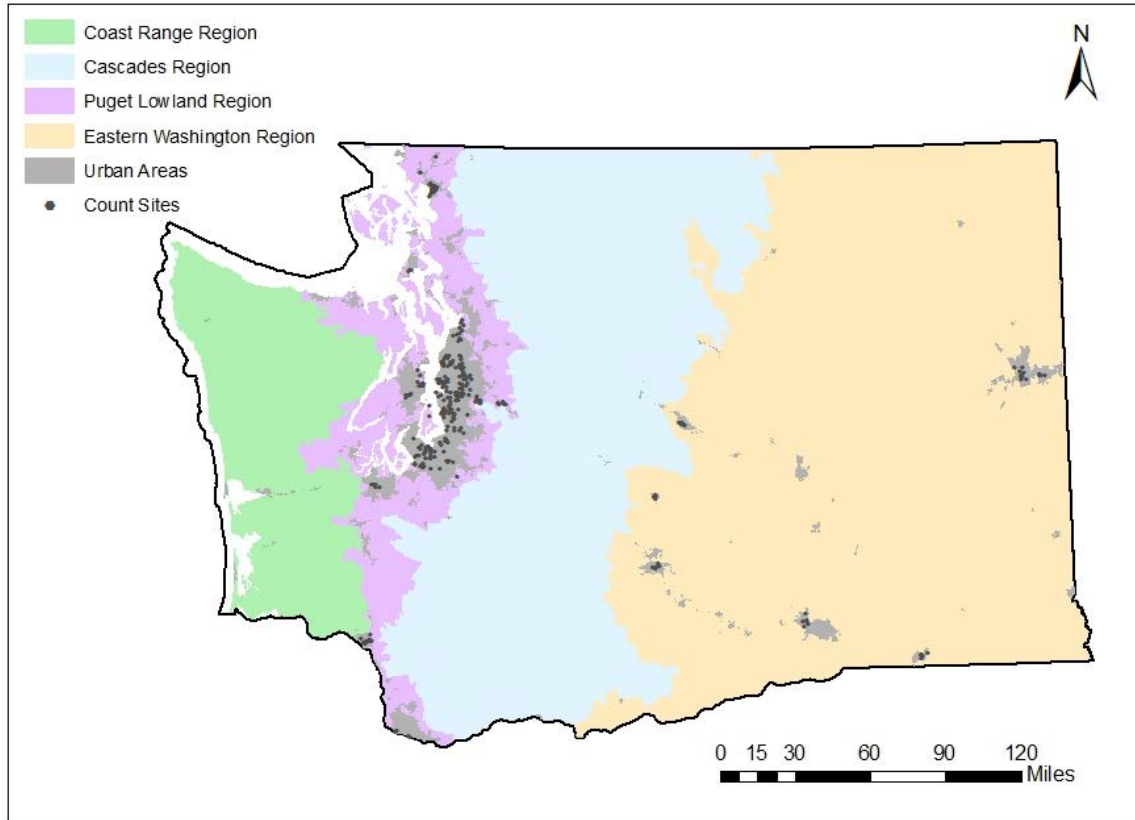 Coast Range Region
Cascades Region
Puget Lowland Region
Eastern Washington Region
Urban Areas
Count Sites
N
0 15 30 60 90 120
Miles